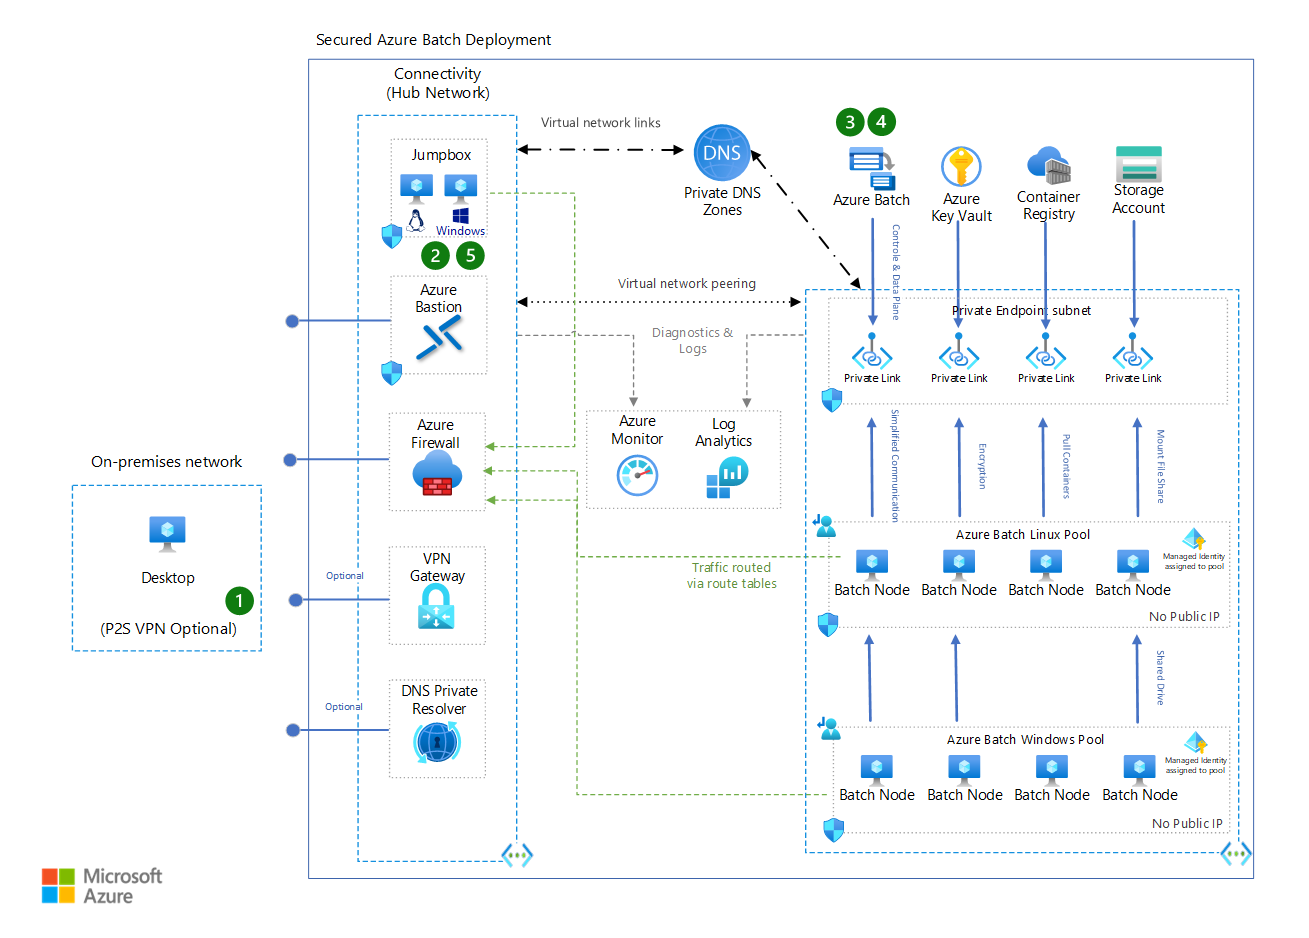 Secured Azure Batch Deployment
Connectivity
(Hub Network)
Jumpbox
Windows
2
5
Azure
Bastion
Azure
Firewall
VPN
Gateway
DNS Private
Resolver
Optional
Optional
On-premises network
Desktop
1
(P2S VPN Optional)
Virtual network links
DNS
Private DNS
Zones
Virtual network peering
Diagnostics &
Logs
Azure
Monitor
Log
Analytics
Traffic routed
via route tables
3
4
Azure Batch
Azure
Key Vault
Container
Registry
Storage
Account
Controle & Data Plane
Private Endpoint subnet
Private Link
Private Link
Private Link
Private Link
Simplified Communication
Encryption
Pull Containers
Mount File Share
Azure Batch Linux Pool
Managed Identity
assigned to pool
Batch Node
Batch Node
Batch Node
Batch Node
No Public IP
Shared Drive
Azure Batch Windows Pool
Managed Identity
assigned to pool
Batch Node
Batch Node
Batch Node
Batch Node
No Public IP
Microsoft
Azure